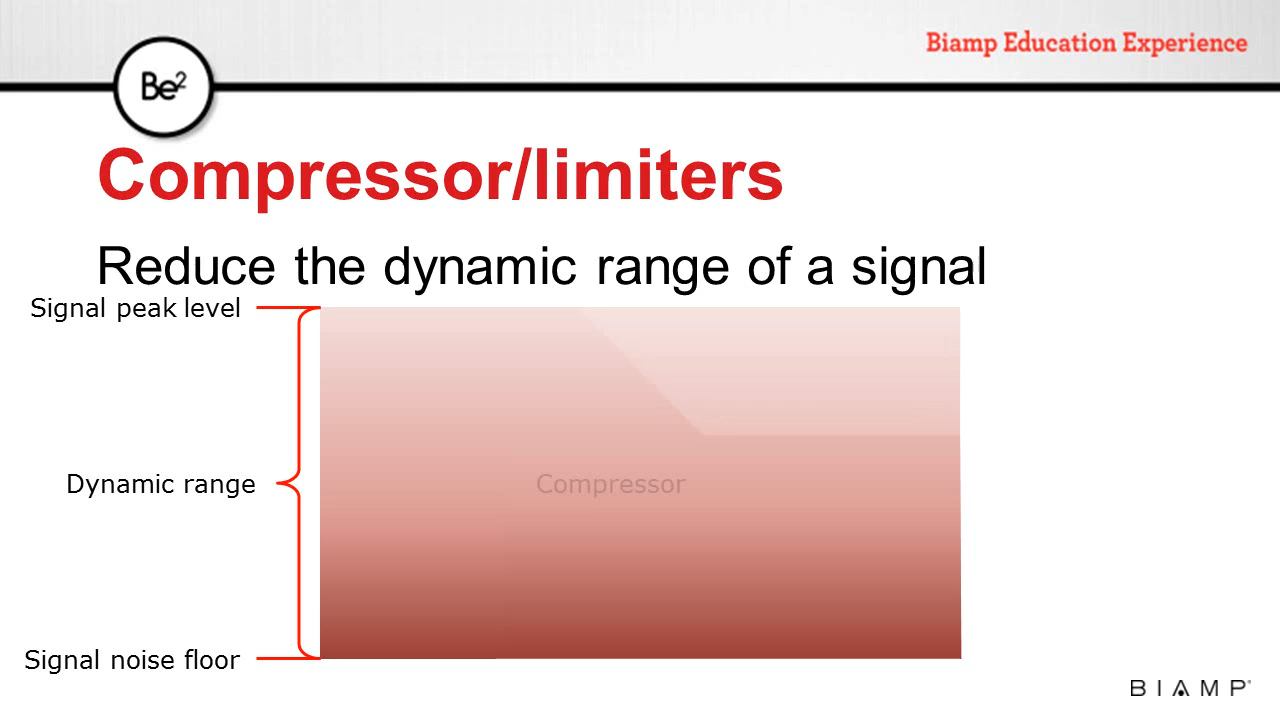 Biamp Education Experience
Be²
Compressor/limiters
Reduce the dynamic range of a signal
Signal peak level
Dynamic range
Compressor
Signal noise floor
BIAMP®